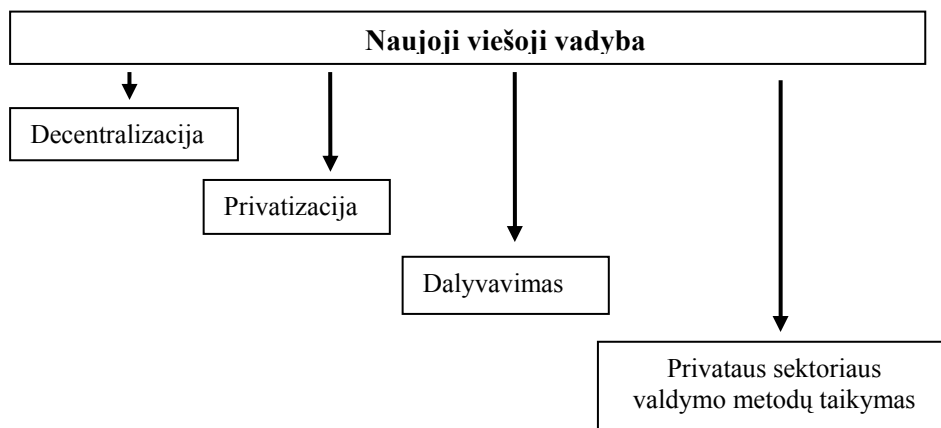 Naujoji viešoji vadyba
Decentralizacija
Privatizacija
Dalyvavimas
Privataus sektoriaus
valdymo metodų taikymas